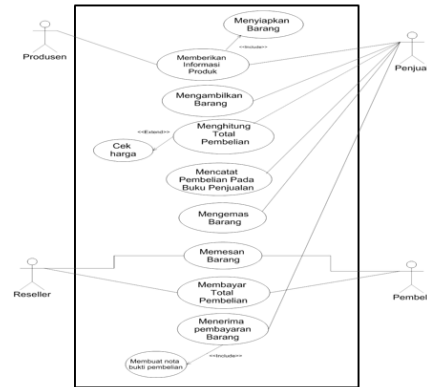 Menyiapkan
Barang
<<Include>>
Produsen
Memberikan
Informasi
Produk
Penjua
Mengambilkan
Barang
<<Extend>>
Menghitung
Total
Pembelian
Cek
harga
Mencatat
Pembelian Pada
Buku Penjualan
Mengemas
Barang
Memesan
Barang
Reseller
Membayar
Total
Pembelian
Pembel
Menerima
pembayaran
Barang
<<Include>>
Membuat nota
bukti pembelian